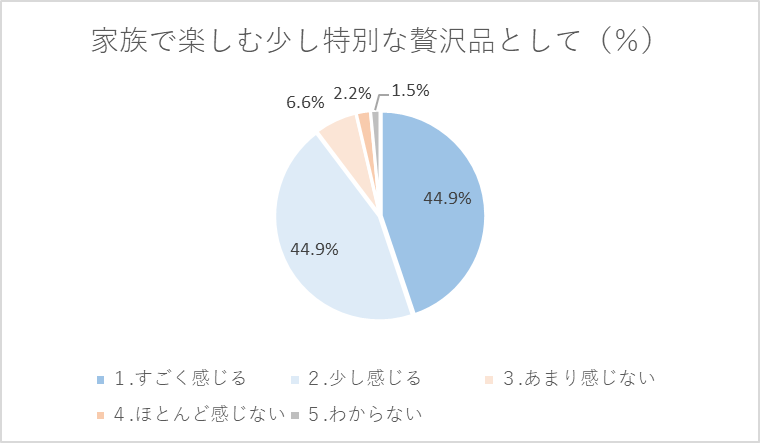 家族で楽しむ少し特別な贅沢品として（％）
1.5%
2.2%
6.6%
44.9%
44.9%
１.すごく感じる ２.少し感じる ３.あまり感じない
４.ほとんど感じない ５.わからない